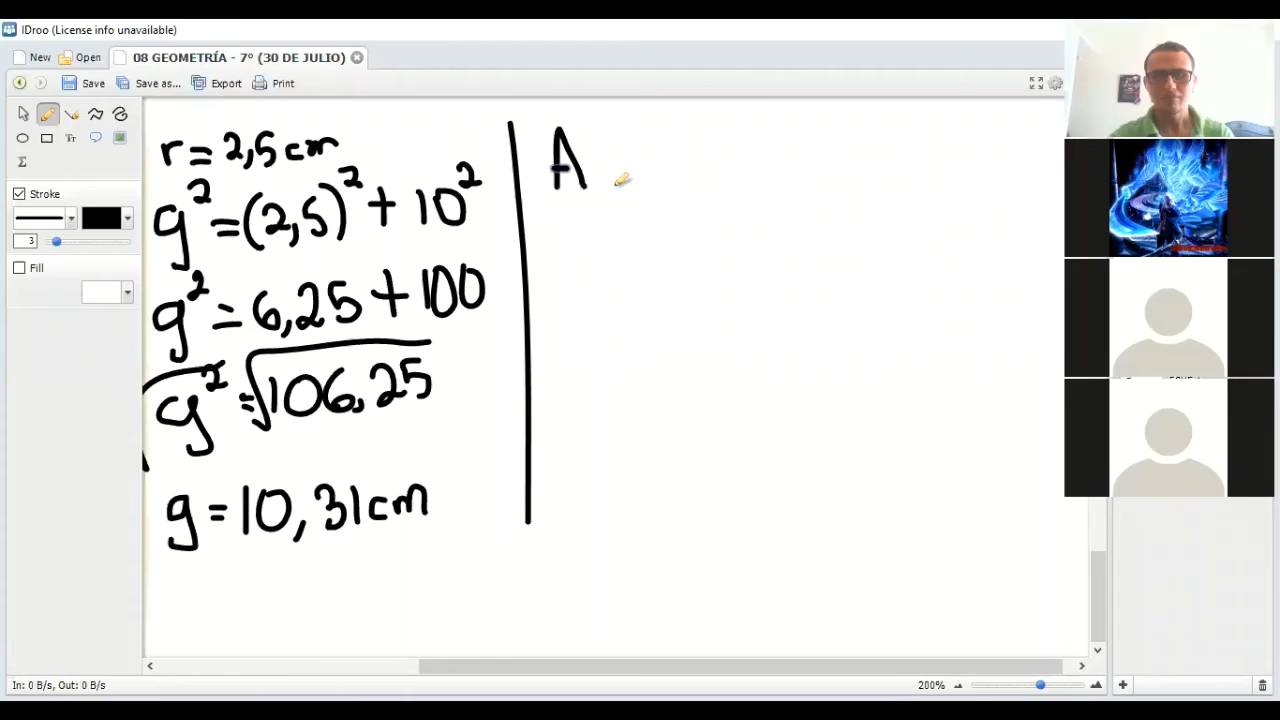 IDroo (License info unavailable)
New Open 08 GEOMETRÍA - 7º (30 DE JULIO)
Save Save as... Export Print
Tt
Σ
Stroke
3
Fill
r = 2,5 cm
g² = (2,5)² + 10²
g² = 6,25 + 100
√g² = √106,25
g = 10,31 cm
A
In: 0 B/s, Out: 0 B/s 200%